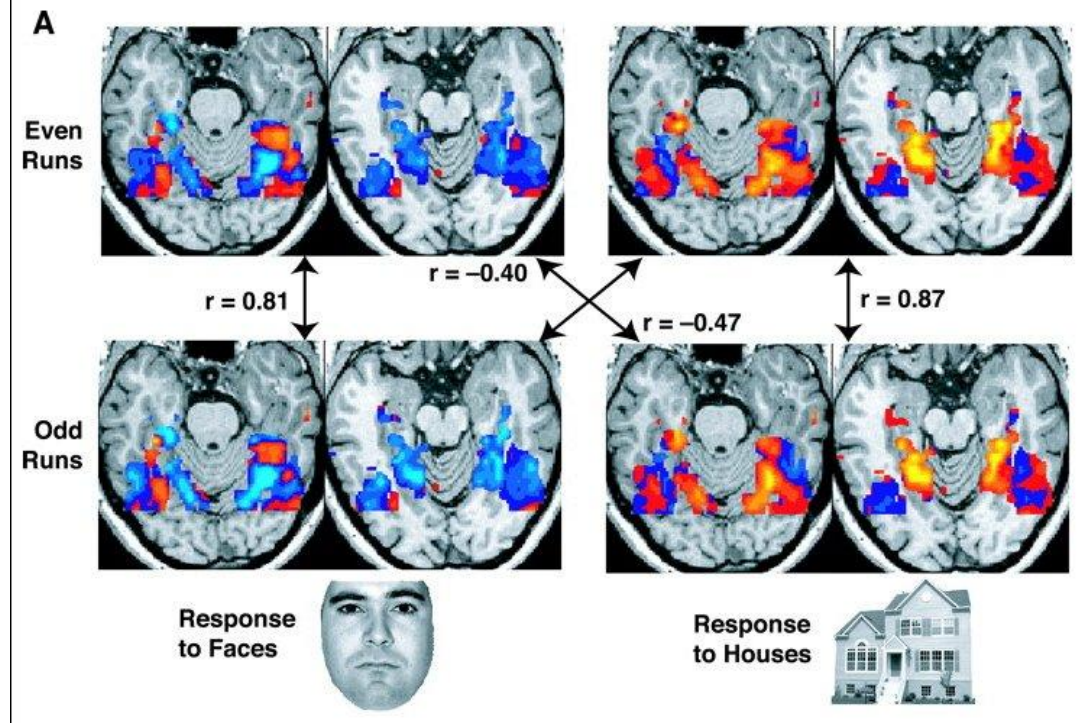 A
Even
Runs
r = 0.81
r = –0.40
r = –0.47
r = 0.87
Odd
Runs
Response
to Faces
Response
to Houses